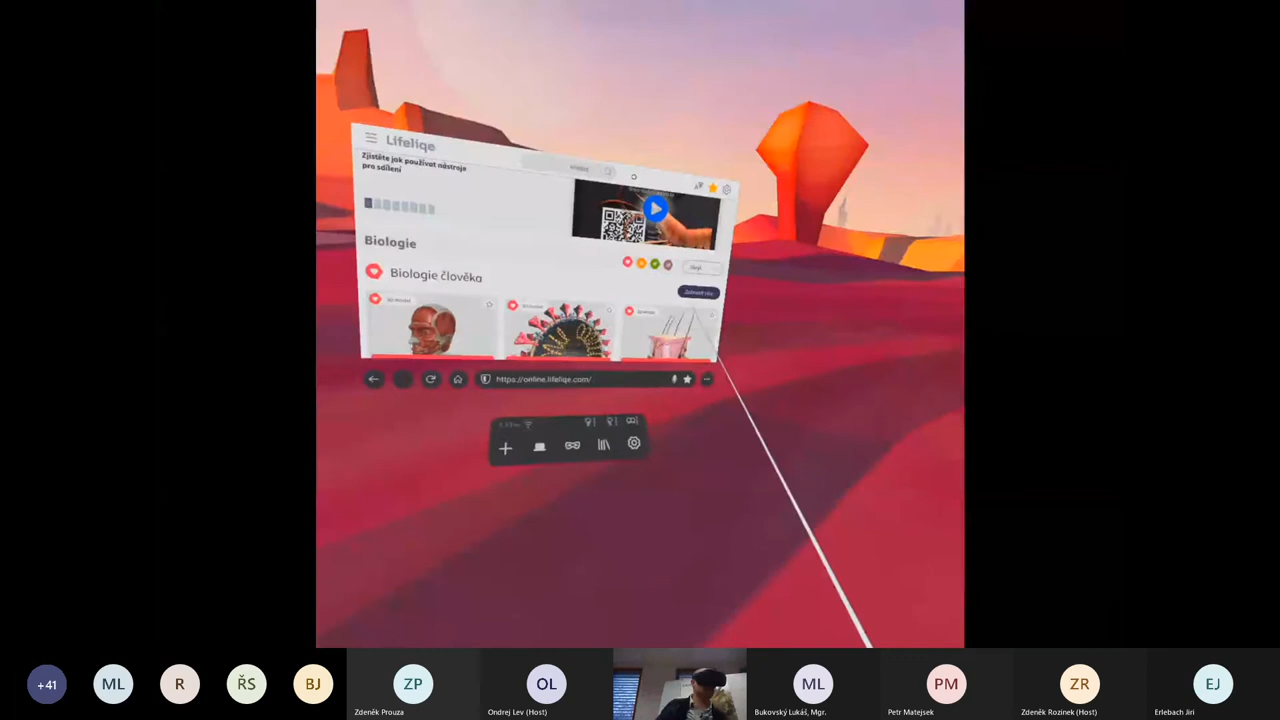 Lifeliqe
Zjistěte jak používat nástroje
pro sdílení
Biologie
Biologie člověka
Zobrazit více
https://online.lifeliqe.com/
+41
ML
R
ŘS
BJ
ZP
Zdeněk Prouza
OL
Ondrej Lev (Host)
ML
Bukovský Lukáš, Mgr.
PM
Petr Matejsek
ZR
Zdeněk Rozinek (Host)
EJ
Erlebach Jiri